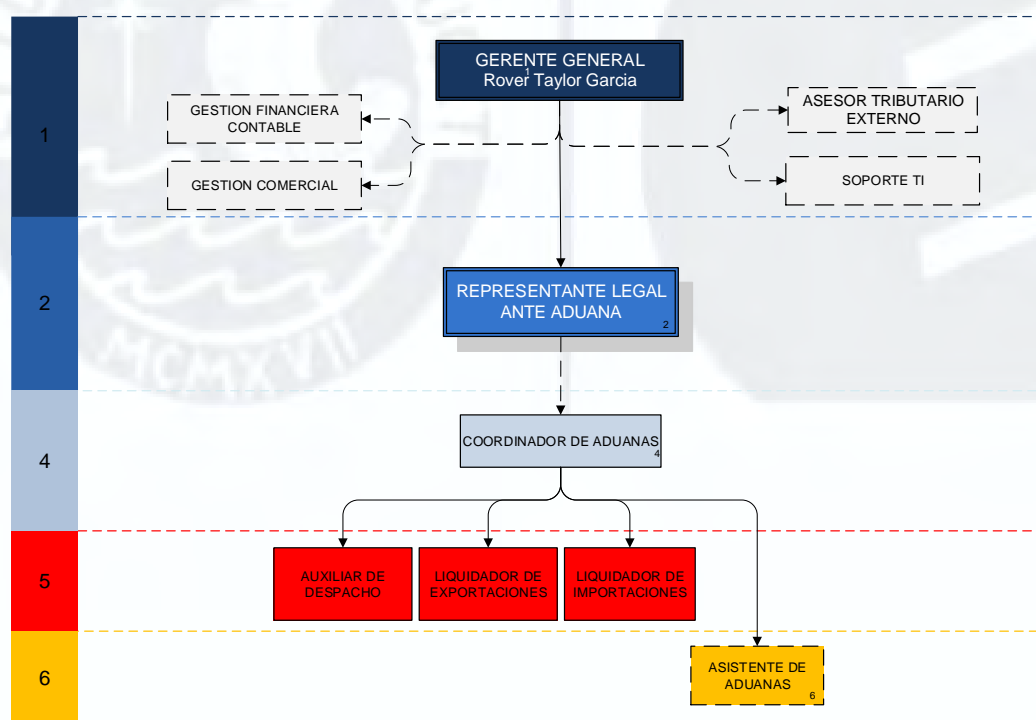 GERENTE GENERAL
1
Rover Taylor Garcia
GESTION FINANCIERA
CONTABLE
ASESOR TRIBUTARIO
EXTERNO
1
GESTION COMERCIAL
SOPORTE TI
2
REPRESENTANTE LEGAL
ANTE ADUANA
2
MCMXVII
4
COORDINADOR DE ADUANAS
4
5
AUXILIAR DE
DESPACHO
LIQUIDADOR DE
EXPORTACIONES
LIQUIDADOR DE
IMPORTACIONES
6
ASISTENTE DE
ADUANAS
6